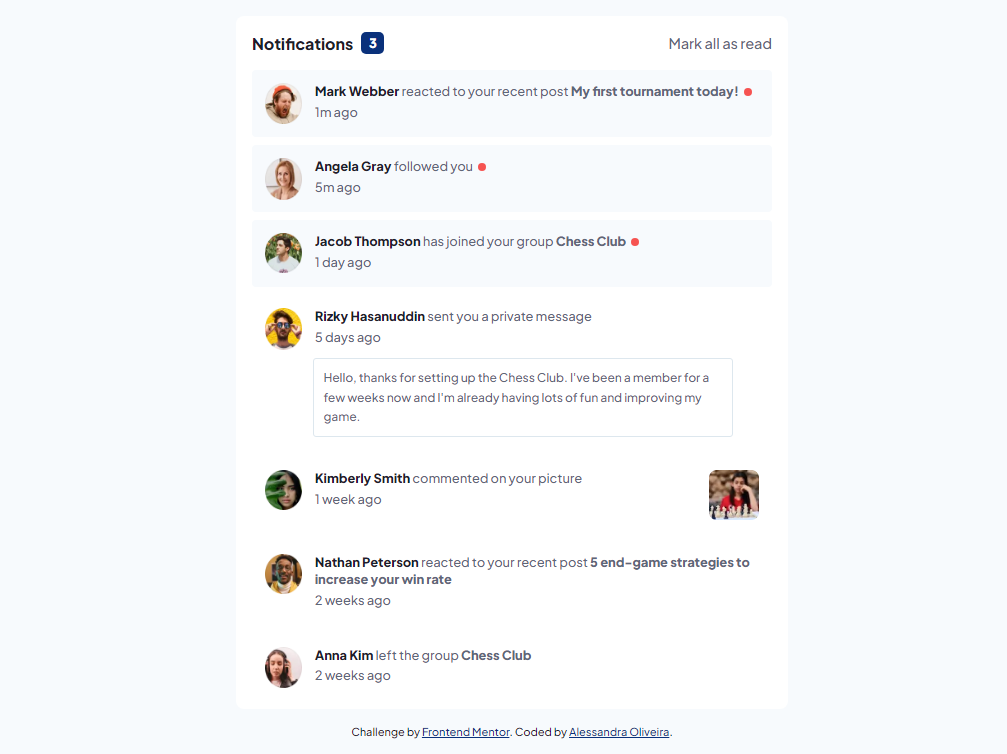 Notifications 3 Mark all as read
Mark Webber reacted to your recent post My first tournament today!
1m ago
Angela Gray followed you
5m ago
Jacob Thompson has joined your group Chess Club
1 day ago
Rizky Hasanuddin sent you a private message
5 days ago
Hello, thanks for setting up the Chess Club. I've been a member for a
few weeks now and I'm already having lots of fun and improving my
game.
Kimberly Smith commented on your picture
1 week ago
Nathan Peterson reacted to your recent post 5 end-game strategies to
increase your win rate
2 weeks ago
Anna Kim left the group Chess Club
2 weeks ago
Challenge by Frontend Mentor. Coded by Alessandra Oliveira.